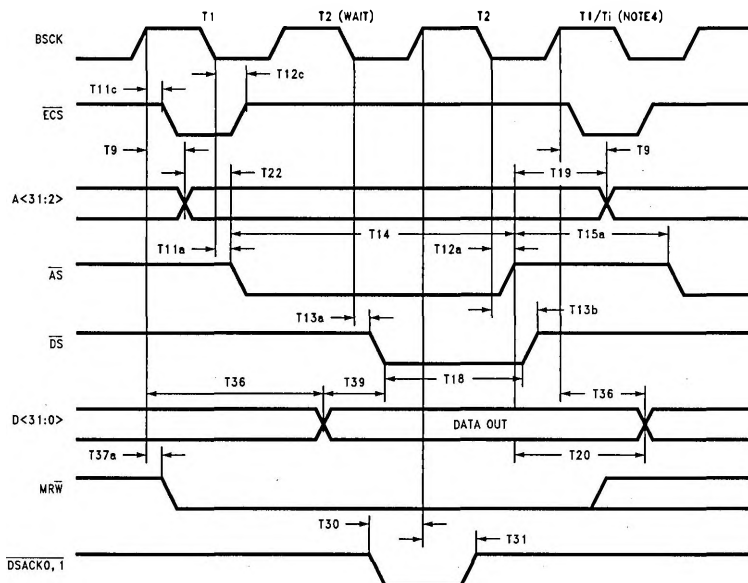 T1 T2 (WAIT) T2 T1/Ti (NOTE4)
BSCK
T11c T12c
ECS
T9 T9
T22 T19
A<31:2>
T14 T15a
T11a T12a
AS
T13a T13b
DS
T36 T39 T18 T36
D<31:0> DATA OUT
T37a T20
MRW
T30 T31
DSACK0, 1